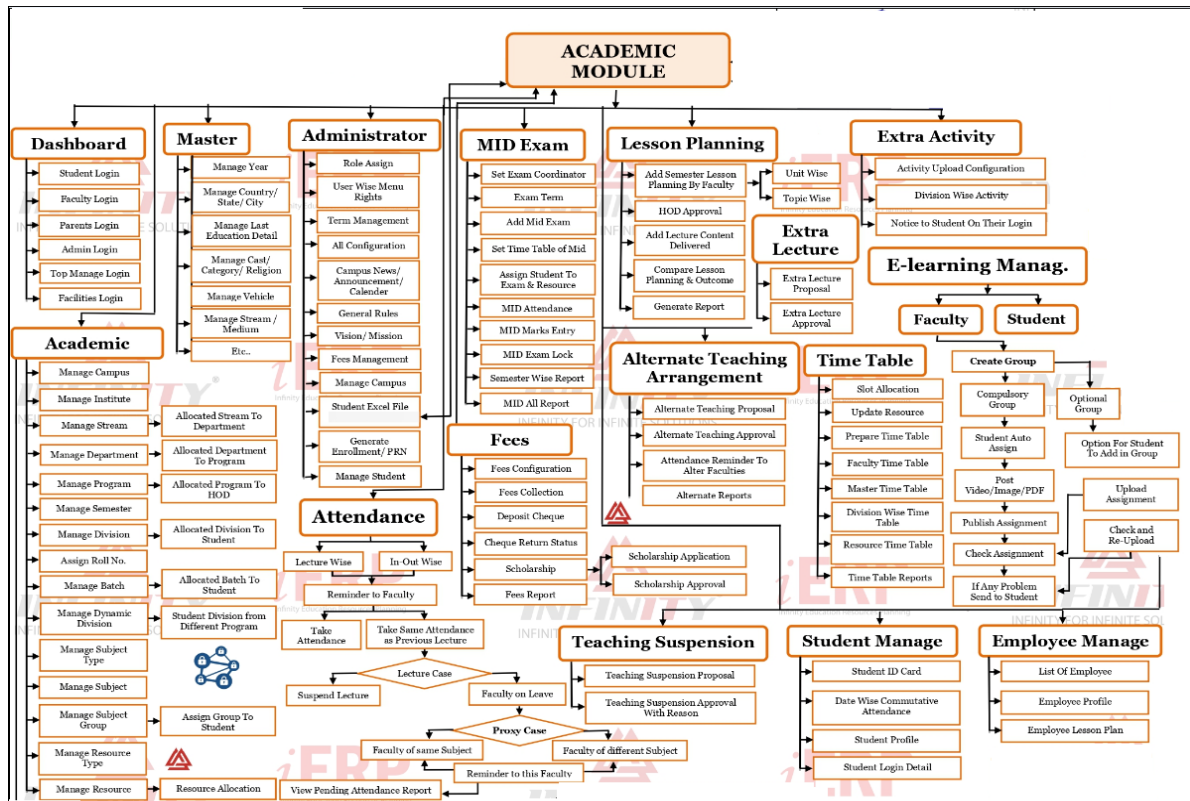 ACADEMIC
MODULE
Dashboard
Student Login
Faculty Login
Parents Login
Admin Login
Top Manage Login
Facilities Login
Master
Manage Year
Manage Country/
State/ City
Manage Last
Education Detail
Manage Cast/
Category/ Religion
Manage Vehicle
Manage Stream /
Medium
Etc..
Administrator
Role Assign
User Wise Menu
Rights
Term Management
All Configuration
Campus News/
Announcement/
Calender
General Rules
Vision/ Mission
Fees Management
Manage Campus
Student Excel File
Generate
Enrollment/ PRN
Manage Student
MID Exam
Set Exam Coordinator
Exam Term
Add Mid Exam
Set Time Table of Mid
Assign Student To
Exam & Resource
MID Attendance
MID Marks Entry
MID Exam Lock
Semester Wise Report
MID All Report
Lesson Planning
Add Semester Lesson
Planning By Faculty
Unit Wise
Topic Wise
HOD Approval
Add Lecture Content
Delivered
Compare Lesson
Planning & Outcome
Generate Report
Extra
Lecture
Extra Lecture
Proposal
Extra Lecture
Approval
Extra Activity
Activity Upload Configuration
Division Wise Activity
Notice to Student On Their Login
E-learning Manag.
Faculty
Student
Create Group
Compulsory
Group
Optional
Group
Student Auto
Assign
Option For Student
To Add in Group
Post
Video/Image/PDF
Upload
Assignment
Publish Assignment
Check and
Re-Upload
Check Assignment
If Any Problem
Send to Student
Academic
Manage Campus
Manage Institute
Manage Stream
Allocated Stream To
Department
Manage Department
Allocated Department
To Program
Manage Program
Allocated Program To
HOD
Manage Semester
Manage Division
Allocated Division To
Student
Assign Roll No.
Manage Batch
Allocated Batch To
Student
Manage Dynamic
Division
Student Division from
Different Program
Manage Subject
Type
Manage Subject
Manage Subject
Group
Assign Group To
Student
Manage Resource
Type
Manage Resource
Resource Allocation
Attendance
Lecture Wise
In-Out Wise
Reminder to Faculty
Take
Attendance
Take Same Attendance
as Previous Lecture
Lecture Case
Suspend Lecture
Faculty on Leave
Proxy Case
Faculty of same Subject
Faculty of different Subject
Reminder to this Faculty
View Pending Attendance Report
Fees
Fees Configuration
Fees Collection
Deposit Cheque
Cheque Return Status
Scholarship
Scholarship Application
Scholarship Approval
Fees Report
Alternate Teaching
Arrangement
Alternate Teaching Proposal
Alternate Teaching Approval
Attendance Reminder To
Alter Faculties
Alternate Reports
Time Table
Slot Allocation
Update Resource
Prepare Time Table
Faculty Time Table
Master Time Table
Division Wise Time
Table
Resource Time Table
Time Table Reports
Teaching Suspension
Teaching Suspension Proposal
Teaching Suspension Approval
With Reason
Student Manage
Student ID Card
Date Wise Commutative
Attendance
Student Profile
Student Login Detail
Employee Manage
List Of Employee
Employee Profile
Employee Lesson Plan